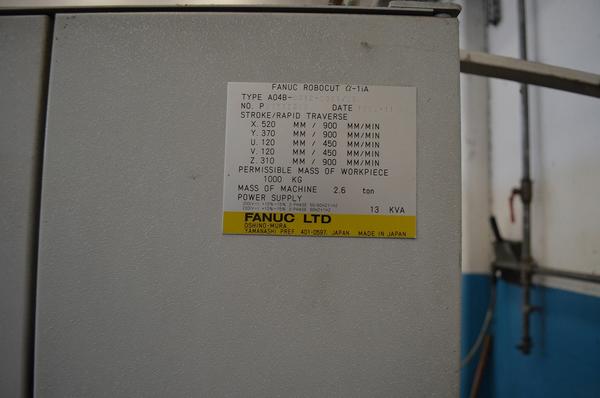 FANUC ROBOCUT α-1iA
TYPE A04B-
NO. P DATE
STROKE/RAPID TRAVERSE
X.520 MM / 900 MM/MIN
Y.370 MM / 900 MM/MIN
U.120 MM / 450 MM/MIN
V.120 MM / 450 MM/MIN
Z.310 MM / 900 MM/MIN
PERMISSIBLE MASS OF WORKPIECE
1000 KG
MASS OF MACHINE 2.6 ton
POWER SUPPLY
13 KVA
FANUC LTD
OSHINO-MURA
YAMANASHI PREF. 401-0597, JAPAN MADE IN JAPAN